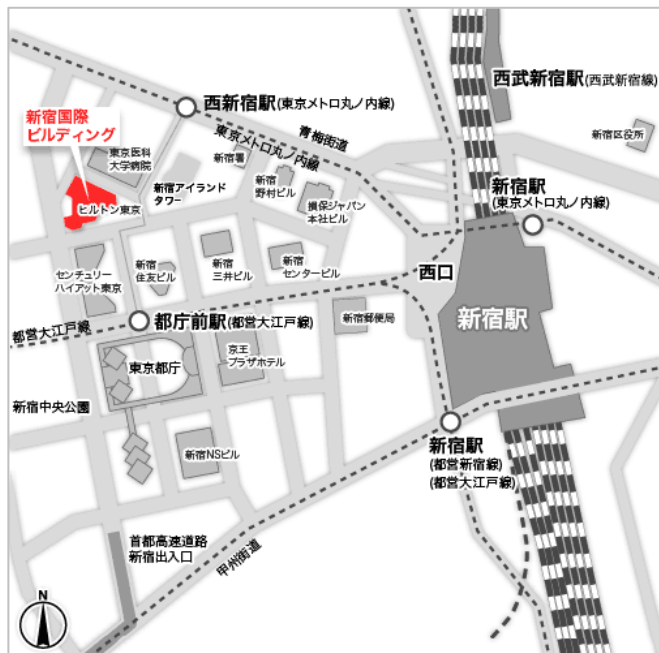 西武新宿駅(西武新宿線)
西新宿駅(東京メトロ丸ノ内線)
新宿国際
ビルディング
青梅街道
東京メトロ丸ノ内線
新宿区役所
東京医科
大学病院
新宿署
新宿アイランド
タワー
新宿
野村ビル
損保ジャパン
本社ビル
新宿駅
(東京メトロ丸ノ内線)
ヒルトン東京
センチュリー
ハイアット東京
新宿
住友ビル
新宿
三井ビル
新宿
センタービル
西口
新宿駅
都営大江戸線
都庁前駅(都営大江戸線)
新宿郵便局
東京都庁
京王
プラザホテル
新宿中央公園
新宿NSビル
新宿駅
(都営新宿線)
(都営大江戸線)
首都高速道路
新宿出入口
甲州街道
N